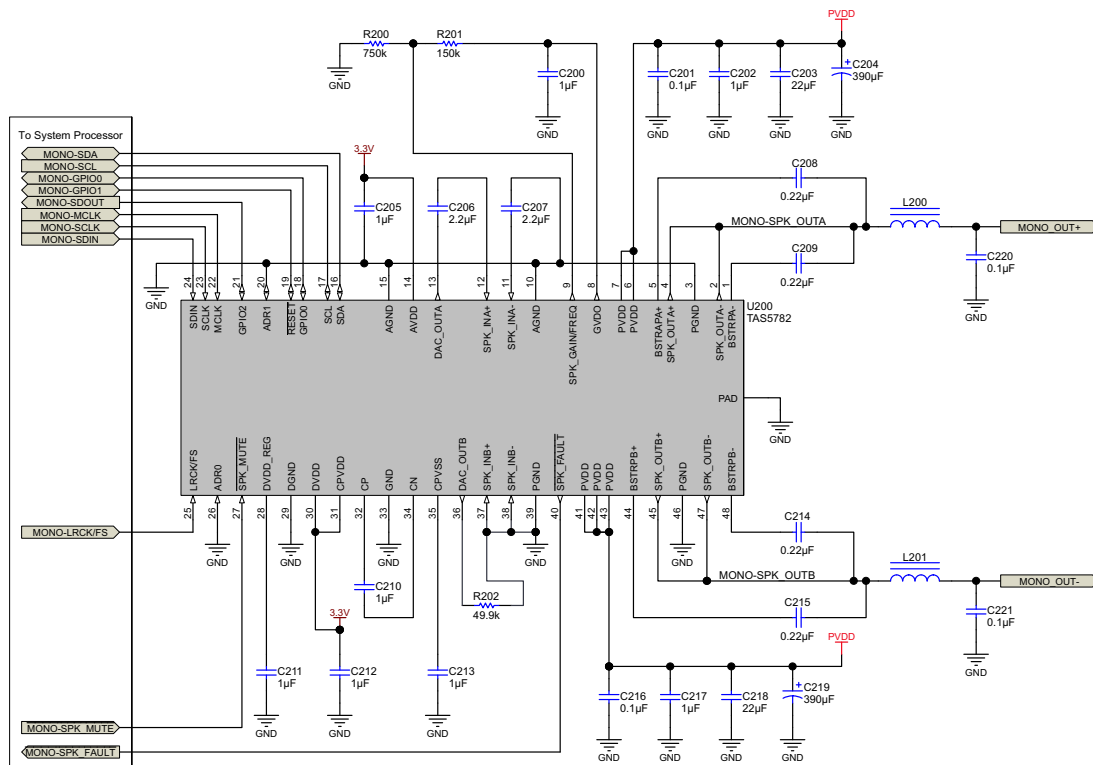 PVDD
R200
750k
R201
150k
GND
C200
1µF
GND
C201
0.1µF
GND
C202
1µF
GND
C203
22µF
GND
C204
390µF
GND
To System Processor
MONO-SDA
MONO-SCL
MONO-GPIO0
MONO-GPIO1
MONO-SDOUT
MONO-MCLK
MONO-SCLK
MONO-SDIN
3.3V
C205
1µF
C206
2.2µF
C207
2.2µF
C208
0.22µF
MONO-SPK_OUTA
C209
0.22µF
L200
MONO_OUT+
C220
0.1µF
GND
GND
24 23 22 21 20 19 18 17 16 15 14 13 12 11 10 9 8 7 6 5 4 3 2 1
U200
TAS5782
SDIN
SCLK
MCLK
GPIO2
ADR1
RESET
GPIO0
SCL
SDA
AGND
AVDD
DAC_OUTA
SPK_INA+
SPK_INA-
AGND
SPK_GAIN/FREQ
GVDO
PVDD
PVDD
BSTRAPA+
SPK_OUTA+
PGND
SPK_OUTA-
BSTRPA-
PAD
GND
LRCK/FS
ADR0
SPK_MUTE
DVDD_REG
DGND
DVDD
CPVDD
CP
GND
CN
CPVSS
DAC_OUTB
SPK_INB+
SPK_INB-
PGND
SPK_FAULT
PVDD
PVDD
PVDD
BSTRPB+
SPK_OUTB+
PGND
SPK_OUTB-
BSTRPB-
25 26 27 28 29 30 31 32 33 34 35 36 37 38 39 40 41 42 43 44 45 46 47 48
MONO-LRCK/FS
GND
GND
GND
GND
GND
C214
0.22µF
L201
MONO-SPK_OUTB
MONO_OUT-
C210
1µF
R202
49.9k
C215
0.22µF
C221
0.1µF
GND
3.3V
PVDD
C211
1µF
GND
C212
1µF
GND
C213
1µF
GND
C216
0.1µF
GND
C217
1µF
GND
C218
22µF
GND
C219
390µF
GND
MONO-SPK_MUTE
MONO-SPK_FAULT